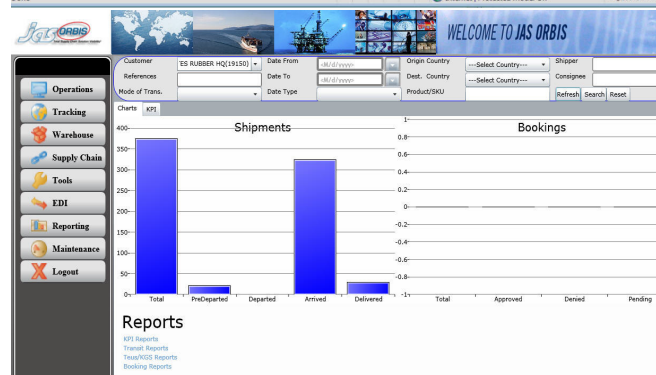 JAS ORBIS
WELCOME TO JAS ORBIS
Customer
ES RUBBER HQ(19150)
Date From
<M/d/yyyy>
Origin Country
---Select Country---
Shipper
References
Date To
<M/d/yyyy>
Dest. Country
---Select Country---
Consignee
Mode of Trans.
Date Type
Product/SKU
Refresh Search Reset
Charts KPI
Operations
Tracking
Warehouse
Supply Chain
Tools
EDI
Reporting
Maintenance
Logout
Shipments
400
350
300
250
200
150
100
50
0
Total PreDeparted Departed Arrived Delivered
Bookings
1
0.8
0.6
0.4
0.2
0
-0.2
-0.4
-0.6
-0.8
-1
Total Approved Denied Pending
Reports
KPI Reports
Transit Reports
Teus/KGS Reports
Booking Reports